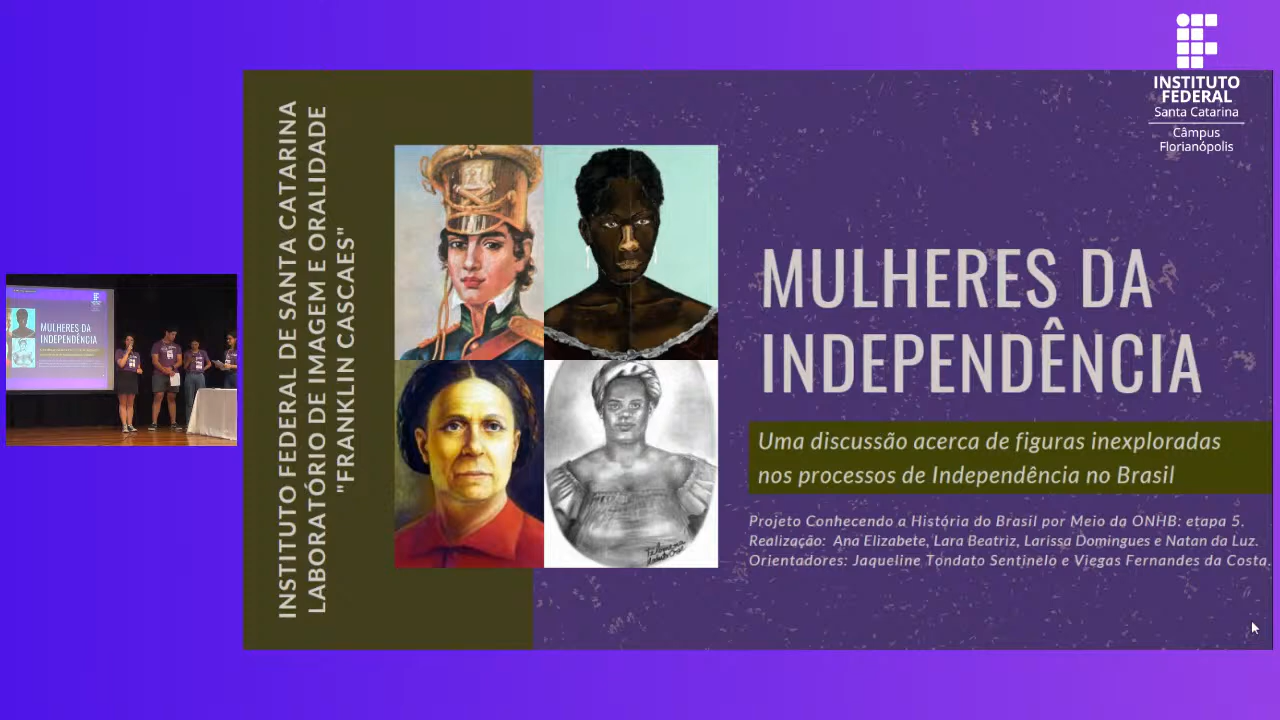 INSTITUTO
FEDERAL
Santa Catarina
Câmpus
Florianópolis
INSTITUTO FEDERAL DE SANTA CATARINA
LABORATÓRIO DE IMAGEM E ORALIDADE
"FRANKLIN CASCAES"
MULHERES DA
INDEPENDÊNCIA
Uma discussão acerca de figuras inexploradas
nos processos de Independência no Brasil
Projeto Conhecendo a História do Brasil por Meio da ONHB: etapa 5.
Realização: Ana Elizabete, Lara Beatriz, Larissa Domingues e Natan da Luz.
Orientadores: Jaqueline Tondato Sentinelo e Viegas Fernandes da Costa.
MULHERES DA
INDEPENDÊNCIA